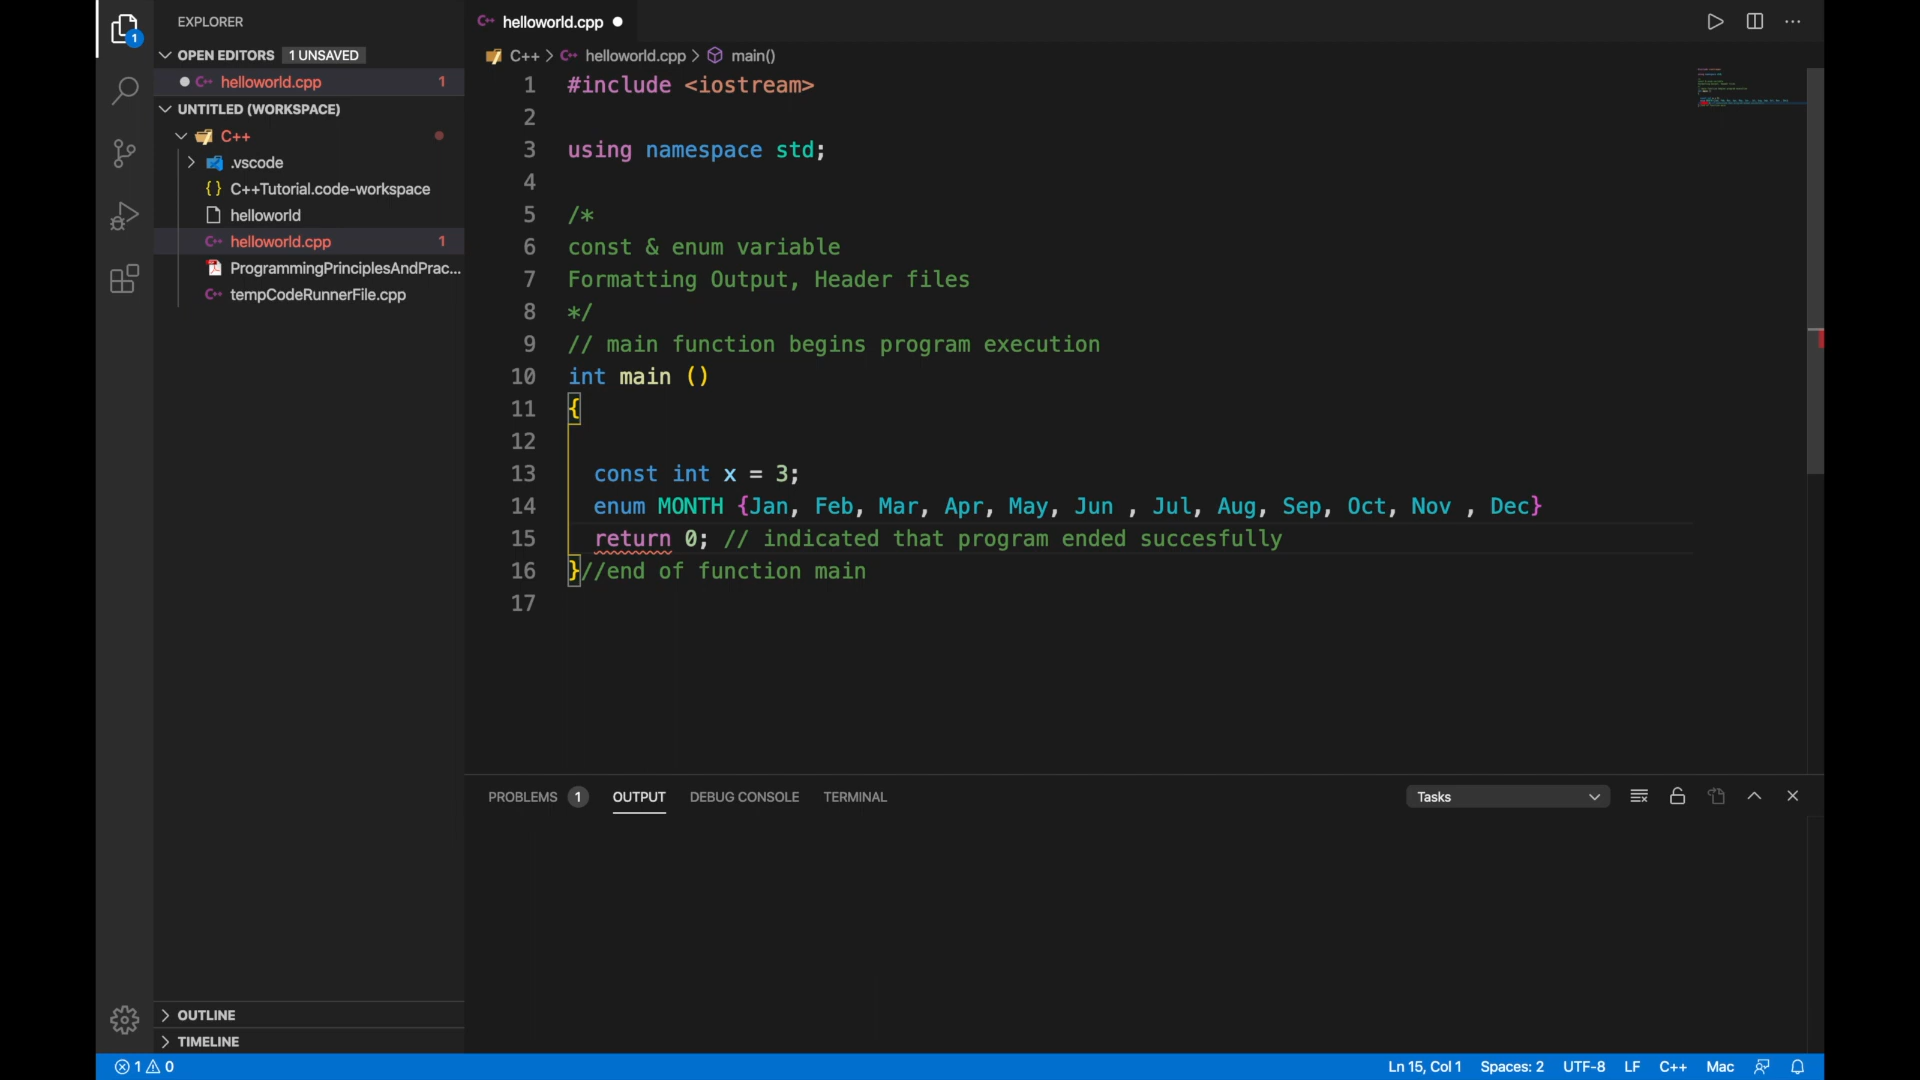 EXPLORER
OPEN EDITORS 1 UNSAVED
helloworld.cpp 1
UNTITLED (WORKSPACE)
C++
.vscode
{} C++Tutorial.code-workspace
helloworld
helloworld.cpp 1
ProgrammingPrinciplesAndPrac...
tempCodeRunnerFile.cpp
OUTLINE
TIMELINE
1
helloworld.cpp
C++ > helloworld.cpp > main()
1 #include <iostream>
2
3 using namespace std;
4
5 /*
6 const & enum variable
7 Formatting Output, Header files
8 */
9 // main function begins program execution
10 int main ()
11 {
12
13 const int x = 3;
14 enum MONTH {Jan, Feb, Mar, Apr, May, Jun , Jul, Aug, Sep, Oct, Nov , Dec}
15 return 0; // indicated that program ended succesfully
16 }//end of function main
17
PROBLEMS 1 OUTPUT DEBUG CONSOLE TERMINAL Tasks
1 0 Ln 15, Col 1 Spaces: 2 UTF-8 LF C++ Mac